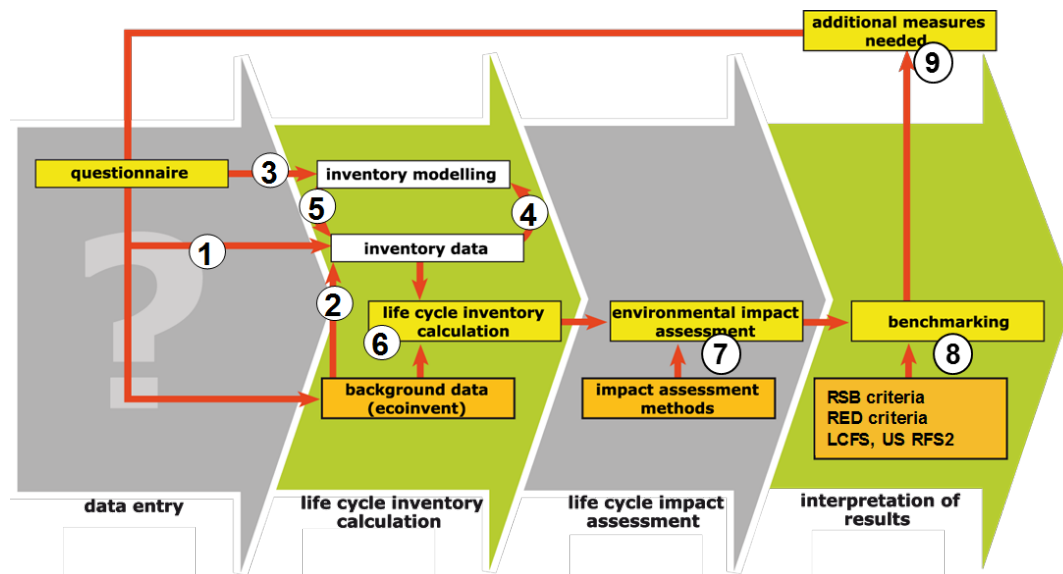 additional measures
needed
9
questionnaire
3
inventory modelling
5
4
1
inventory data
2
life cycle inventory
calculation
6
environmental impact
assessment
7
benchmarking
8
background data
(ecoinvent)
impact assessment
methods
RSB criteria
RED criteria
LCFS, US RFS2
?
data entry
life cycle inventory
calculation
life cycle impact
assessment
interpretation of
results